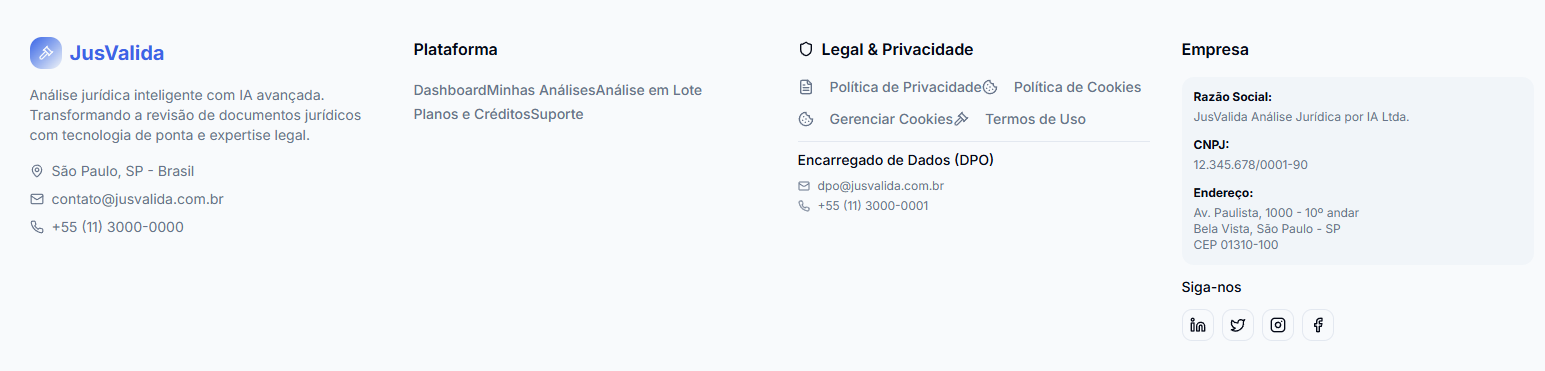 JusValida
Análise jurídica inteligente com IA avançada.
Transformando a revisão de documentos jurídicos
com tecnologia de ponta e expertise legal.
São Paulo, SP - Brasil
contato@jusvalida.com.br
+55 (11) 3000-0000
Plataforma
DashboardMinhas AnálisesAnálise em Lote
Planos e CréditosSuporte
Legal & Privacidade
Política de Privacidade Política de Cookies
Gerenciar Cookies Termos de Uso
Encarregado de Dados (DPO)
dpo@jusvalida.com.br
+55 (11) 3000-0001
Empresa
Razão Social:
JusValida Análise Jurídica por IA Ltda.
CNPJ:
12.345.678/0001-90
Endereço:
Av. Paulista, 1000 - 10º andar
Bela Vista, São Paulo - SP
CEP 01310-100
Siga-nos